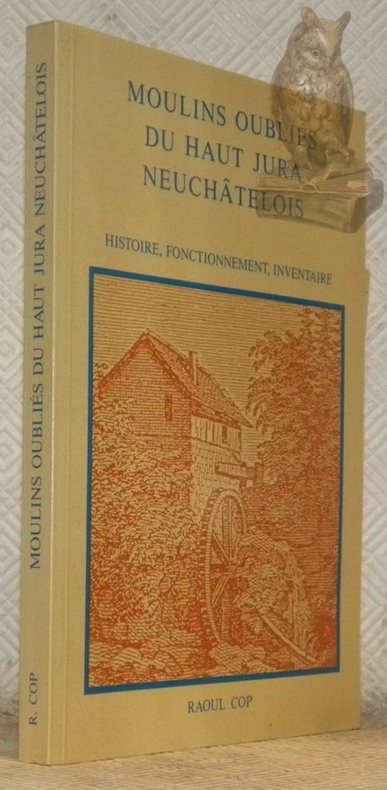 MOULINS OUBLIÉS
DU HAUT JURA
NEUCHÂTELOIS
HISTOIRE, FONCTIONNEMENT, INVENTAIRE
RAOUL COP
MOULINS OUBLIÉS DU HAUT JURA NEUCHÂTELOIS
R. COP